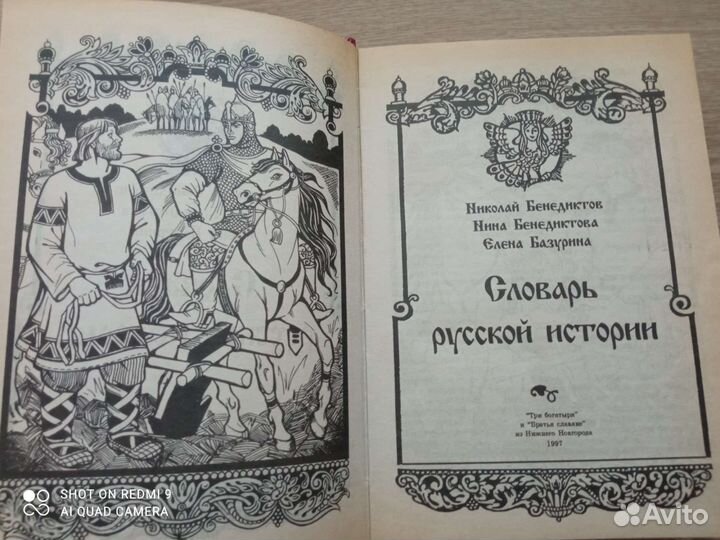 Николай Бенедиктов
Нина Бенедиктова
Елена Базурина
Словарь
русской истории
"Три богатыря"
и "Братья славяне"
из Нижнего Новгорода
1997
SHOT ON REDMI 9
AI QUAD CAMERA
Avito